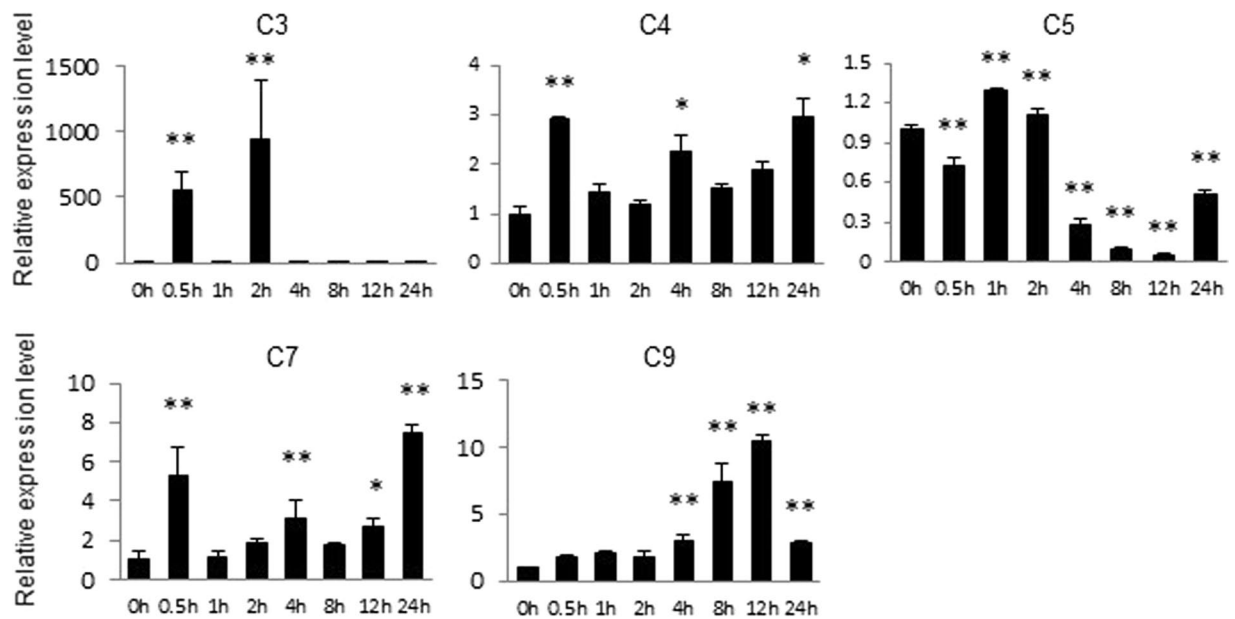 C3 C4 C5
Relative expression level
1500
1000
500
0
** **
0h 0.5h 1h 2h 4h 8h 12h 24h
4
3
2
1
0
** * *
0h 0.5h 1h 2h 4h 8h 12h 24h
1.5
1.2
0.9
0.6
0.3
0
** ** ** ** ** ** **
0h 0.5h 1h 2h 4h 8h 12h 24h
C7 C9
Relative expression level
10
8
6
4
2
0
** ** * **
0h 0.5h 1h 2h 4h 8h 12h 24h
15
10
5
0
** ** ** **
0h 0.5h 1h 2h 4h 8h 12h 24h